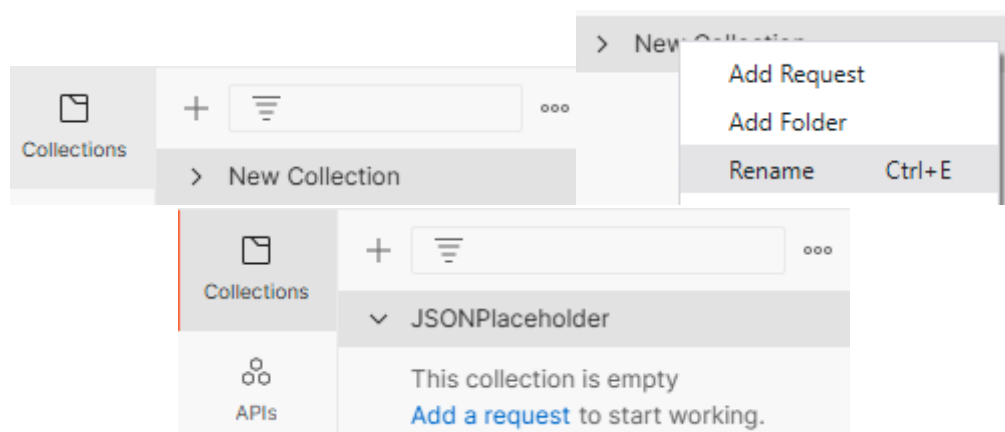 Collections
New Collection
New Collection
Add Request
Add Folder
Rename Ctrl+E
Collections
JSONPlaceholder
This collection is empty
Add a request to start working.
APIs